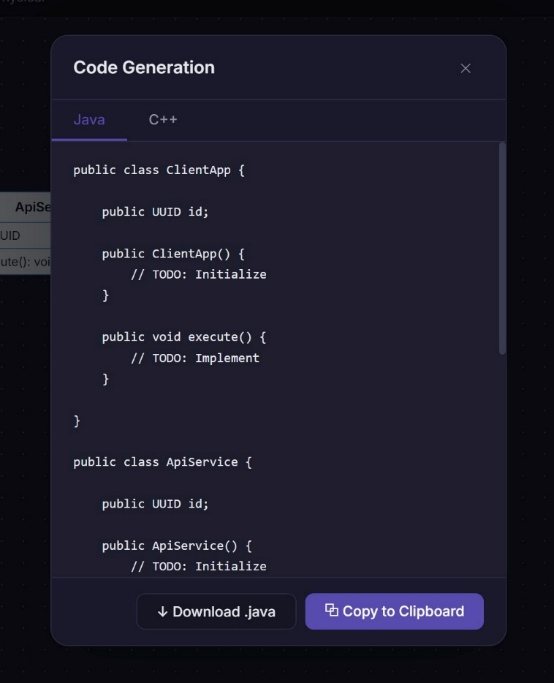 Code Generation
×
Java C++
public class ClientApp {
public UUID id;
public ClientApp() {
// TODO: Initialize
}
public void execute() {
// TODO: Implement
}
}
public class ApiService {
public UUID id;
public ApiService() {
// TODO: Initialize
ApiSe
UID
ute(): voi
↓ Download .java
Copy to Clipboard